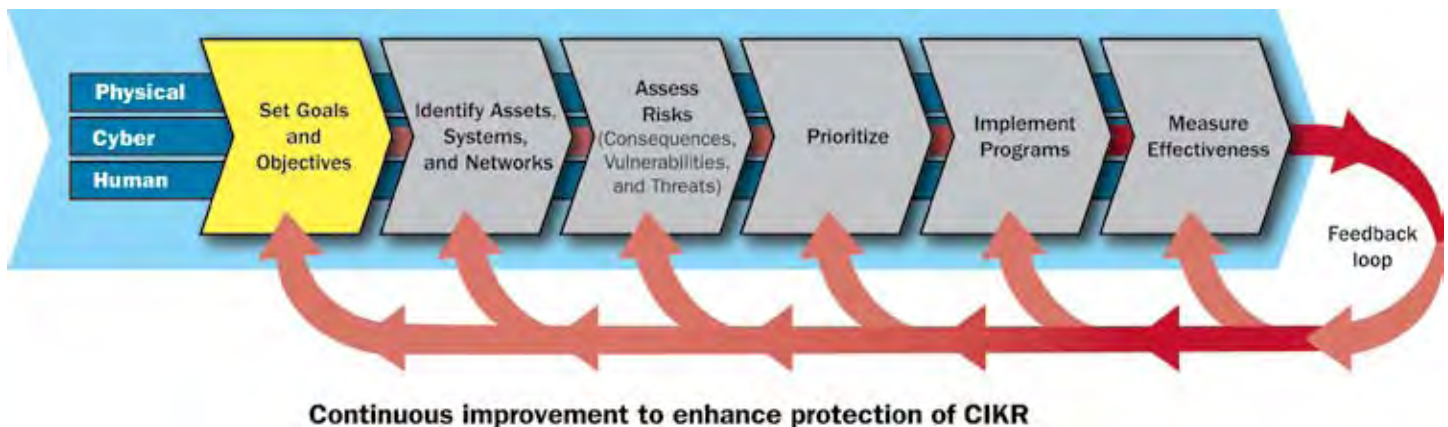 Physical
Cyber
Human
Set Goals
and
Objectives
Identify Assets,
Systems,
and Networks
Assess
Risks
(Consequences,
Vulnerabilities,
and Threats)
Prioritize
Implement
Programs
Measure
Effectiveness
Feedback
loop
Continuous improvement to enhance protection of CIKR